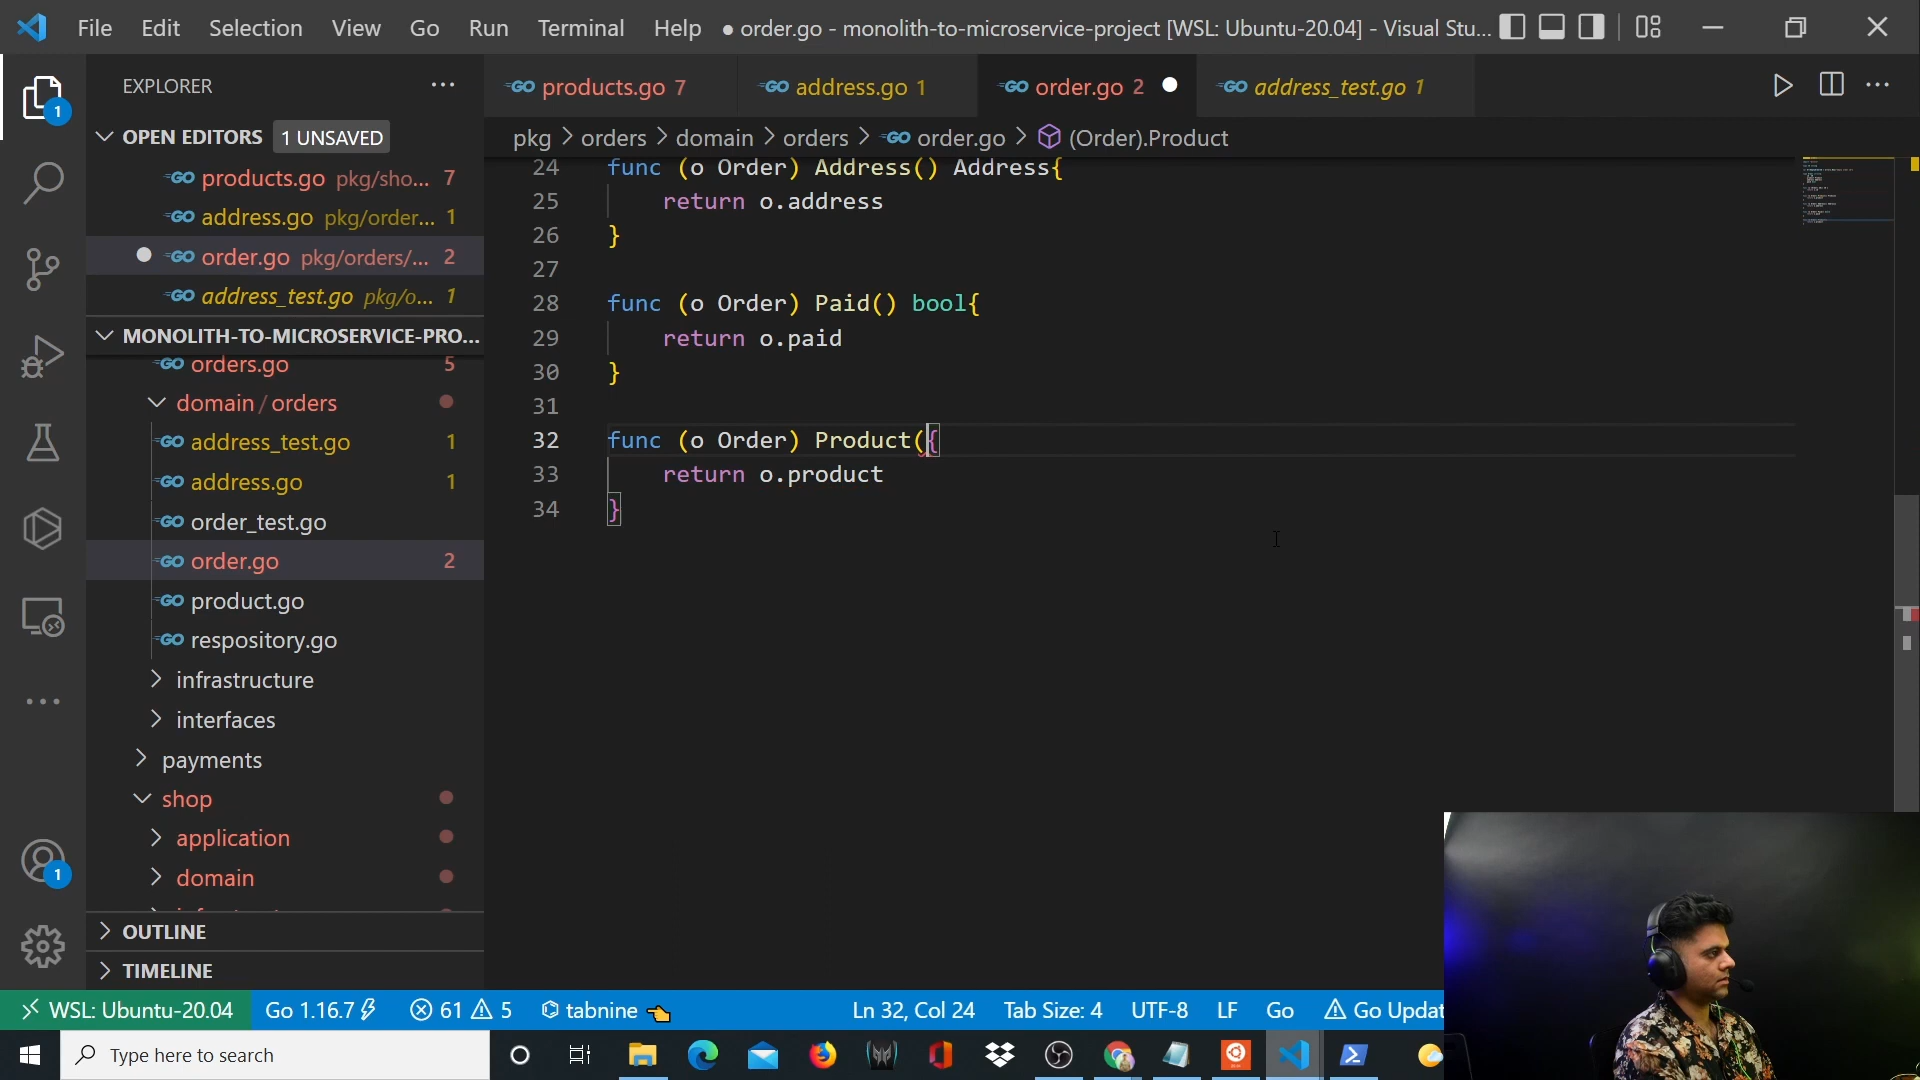 File Edit Selection View Go Run Terminal Help ● order.go - monolith-to-microservice-project [WSL: Ubuntu-20.04] - Visual Stu...
EXPLORER
1
OPEN EDITORS 1 UNSAVED
products.go pkg/sho... 7
address.go pkg/order... 1
order.go pkg/orders/... 2
address_test.go pkg/o... 1
MONOLITH-TO-MICROSERVICE-PRO...
orders.go 5
domain / orders
address_test.go 1
address.go 1
order_test.go
order.go 2
product.go
respository.go
infrastructure
interfaces
payments
shop
application
domain
OUTLINE
TIMELINE
1
products.go 7 address.go 1 order.go 2 address_test.go 1
pkg > orders > domain > orders > order.go > (Order).Product
24 func (o Order) Address() Address{
25 return o.address
26 }
27
28 func (o Order) Paid() bool{
29 return o.paid
30 }
31
32 func (o Order) Product({
33 return o.product
34 }
WSL: Ubuntu-20.04 Go 1.16.7 61 5 tabnine Ln 32, Col 24 Tab Size: 4 UTF-8 LF Go Go Updat
Type here to search